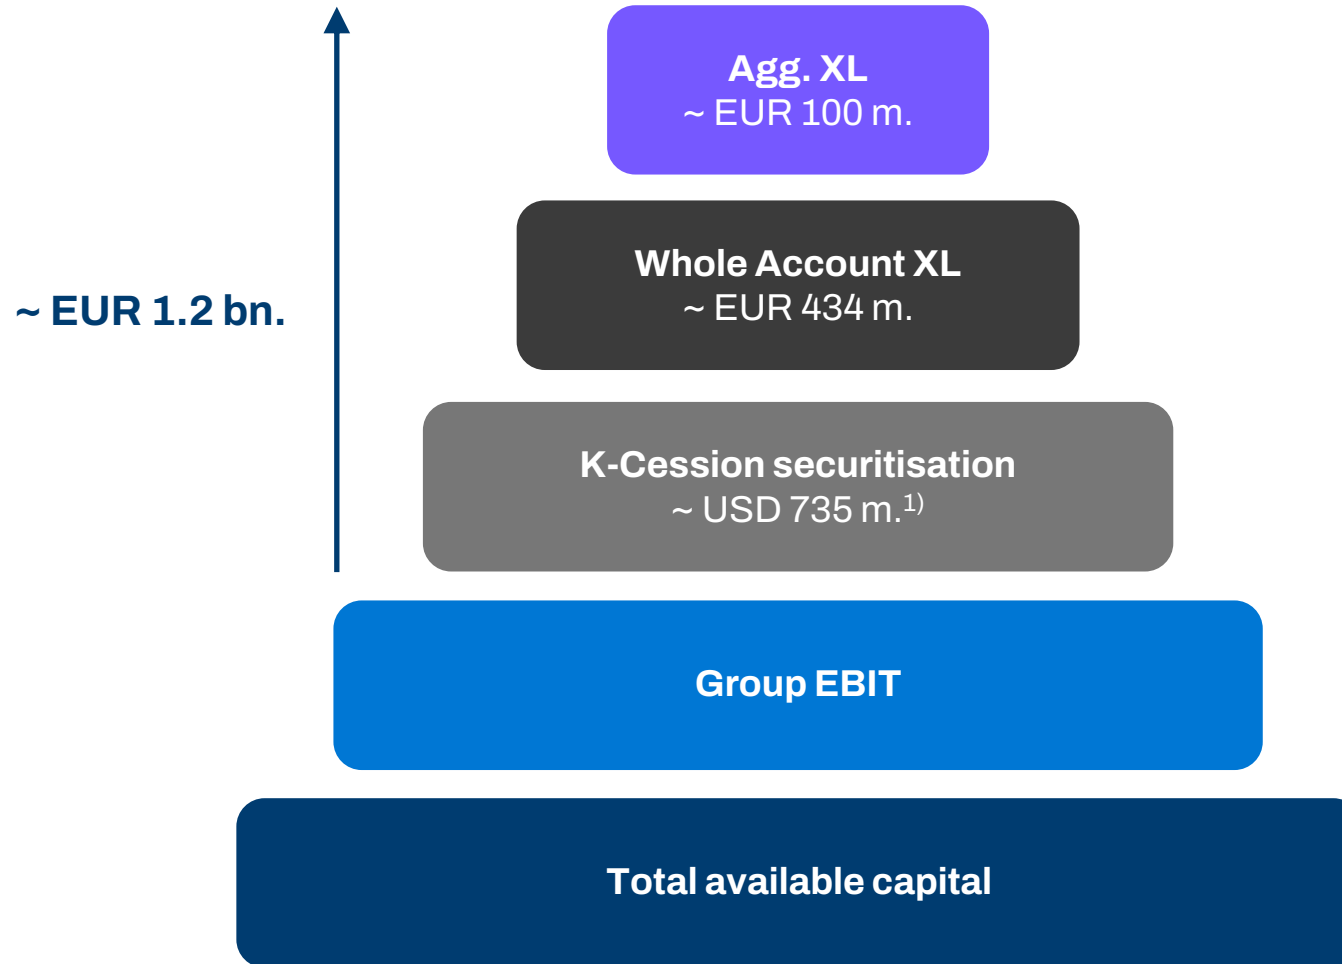 Agg. XL
~ EUR 100 m.
Whole Account XL
~ EUR 434 m.
~ EUR 1.2 bn.
K-Cession securitisation
~ USD 735 m.1)
Group EBIT
Total available capital